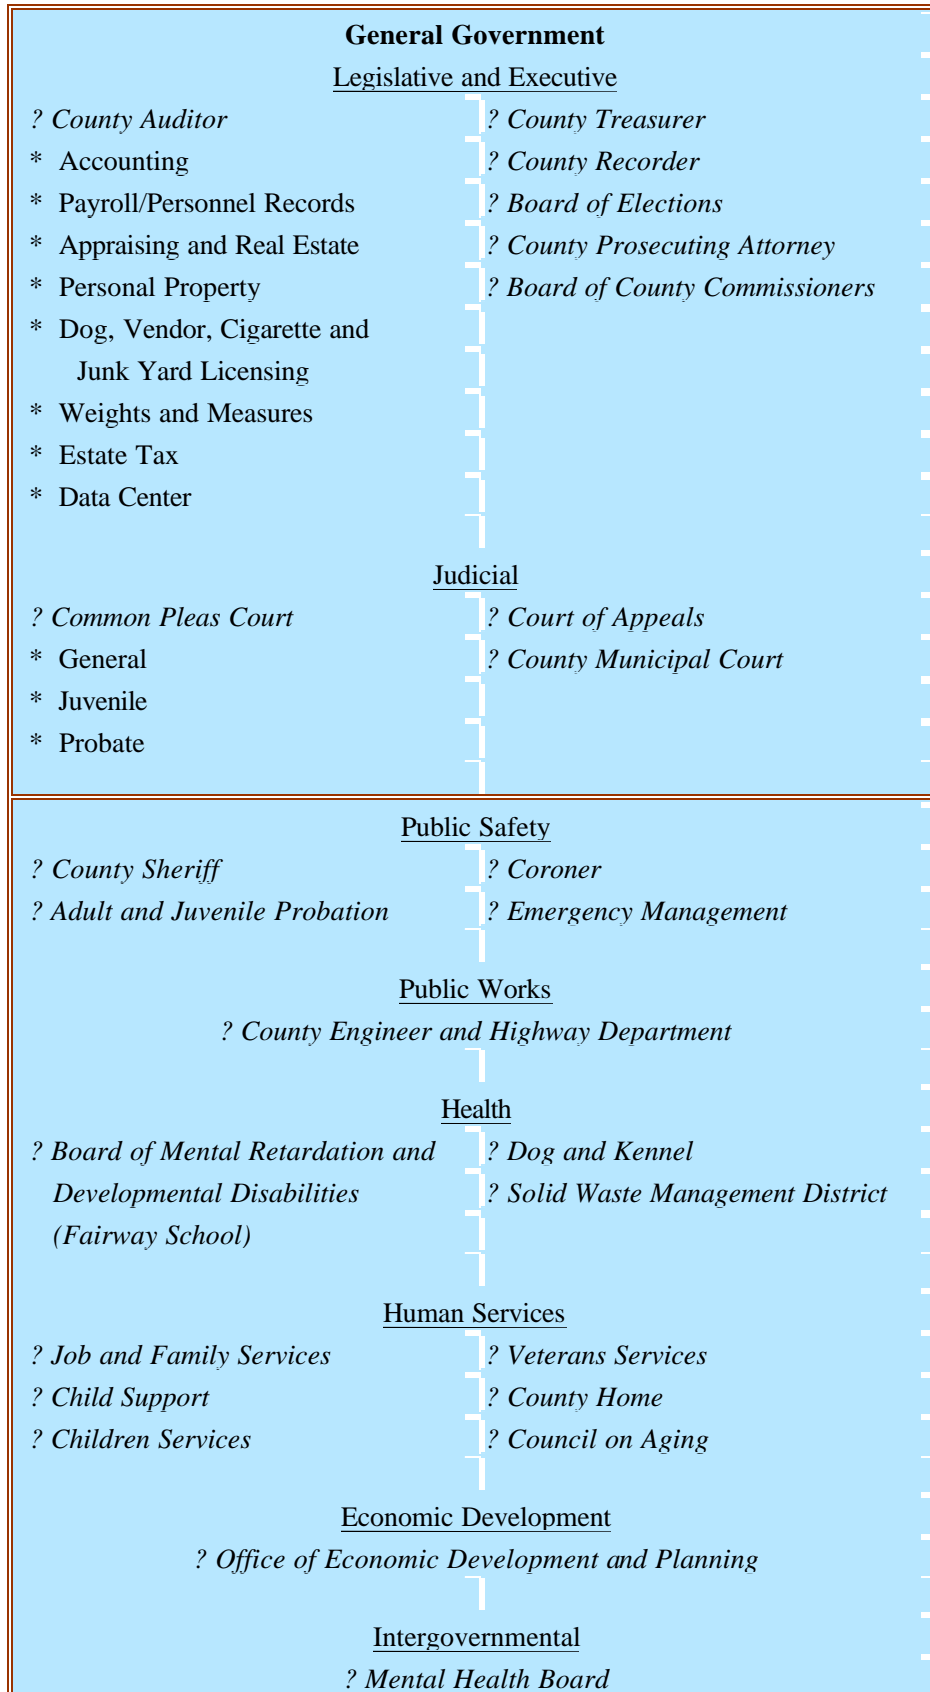 General Government
Legislative and Executive
? County Auditor
* Accounting
* Payroll/Personnel Records
* Appraising and Real Estate
* Personal Property
* Dog, Vendor, Cigarette and
Junk Yard Licensing
* Weights and Measures
* Estate Tax
* Data Center
? County Treasurer
? County Recorder
? Board of Elections
? County Prosecuting Attorney
? Board of County Commissioners
Judicial
? Common Pleas Court
* General
* Juvenile
* Probate
? Court of Appeals
? County Municipal Court
Public Safety
? County Sheriff
? Adult and Juvenile Probation
? Coroner
? Emergency Management
Public Works
? County Engineer and Highway Department
Health
? Board of Mental Retardation and
Developmental Disabilities
(Fairway School)
? Dog and Kennel
? Solid Waste Management District
Human Services
? Job and Family Services
? Child Support
? Children Services
? Veterans Services
? County Home
? Council on Aging
Economic Development
? Office of Economic Development and Planning
Intergovernmental
? Mental Health Board